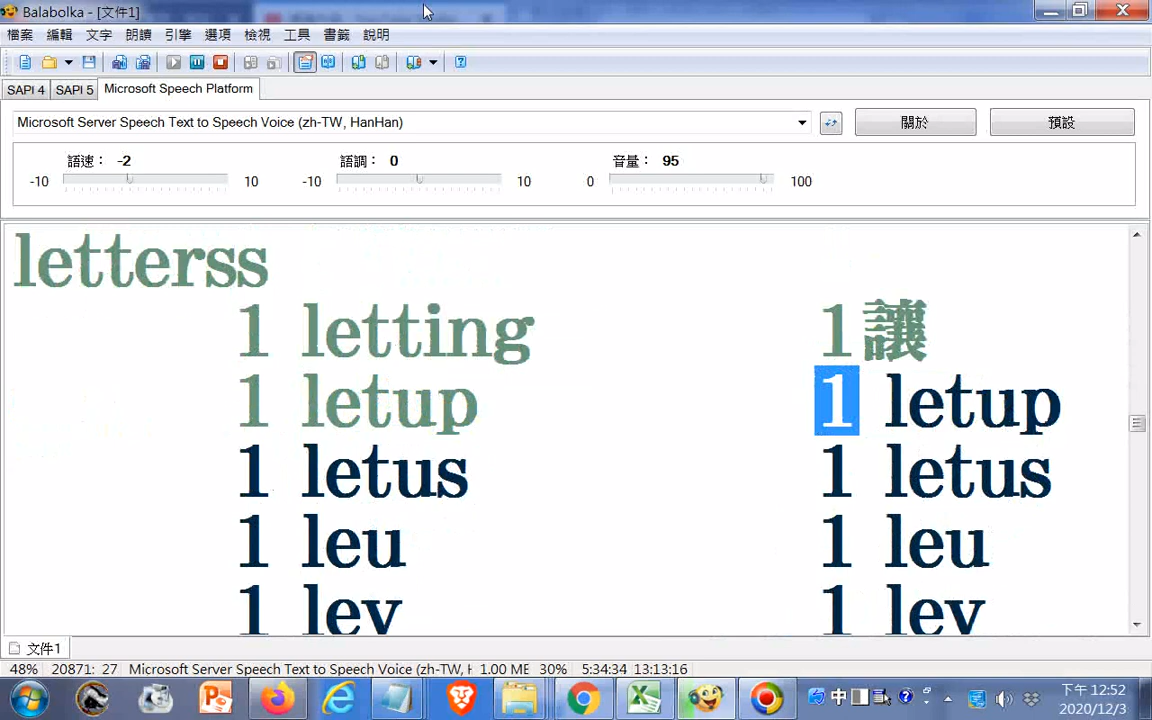 Balabolka - [文件1]
檔案 編輯 文字 朗讀 引擎 選項 檢視 工具 書籤 說明
SAPI 4 SAPI 5 Microsoft Speech Platform
Microsoft Server Speech Text to Speech Voice (zh-TW, HanHan) 關於 預設
語速： -2 語調： 0 音量： 95
-10 10 -10 10 0 100
letterss
1 letting 1讓
1 letup 1 letup
1 letus 1 letus
1 leu 1 leu
1 lev 1 lev
文件1
48% 20871: 27 Microsoft Server Speech Text to Speech Voice (zh-TW, 1.00 ME 30% 5:34:34 13:13:16
中 下午 12:52
2020/12/3